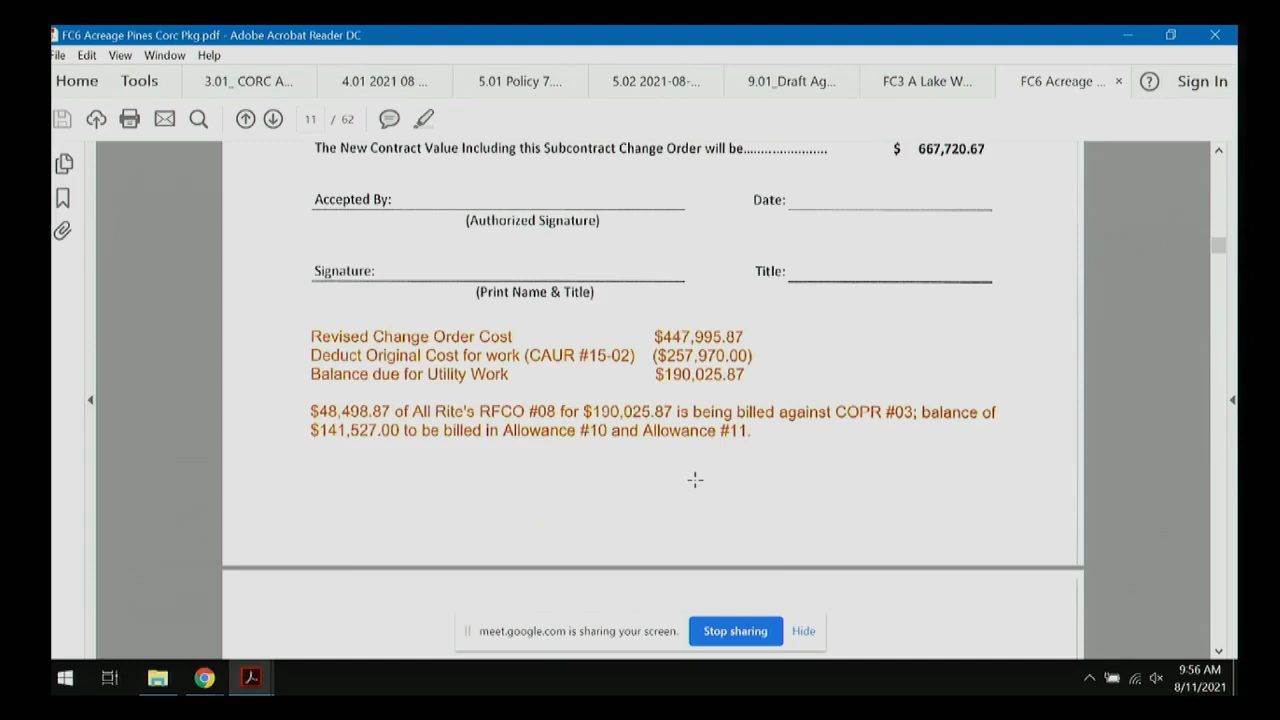 FC6 Acreage Pines Corc Pkg.pdf - Adobe Acrobat Reader DC
File Edit View Window Help
Home Tools 3.01_ CORC A... 4.01 2021 08 ... 5.01 Policy 7.... 5.02 2021-08-... 9.01_Draft Ag... FC3 A Lake W... FC6 Acreage ... × ? Sign In
11 / 62
The New Contract Value Including this Subcontract Change Order will be...................... $ 667,720.67
Accepted By: Date:
(Authorized Signature)
Signature: Title:
(Print Name & Title)
Revised Change Order Cost $447,995.87
Deduct Original Cost for work (CAUR #15-02) ($257,970.00)
Balance due for Utility Work $190,025.87
$48,498.87 of All Rite's RFCO #08 for $190,025.87 is being billed against COPR #03; balance of
$141,527.00 to be billed in Allowance #10 and Allowance #11.
meet.google.com is sharing your screen. Stop sharing Hide
9:56 AM
8/11/2021